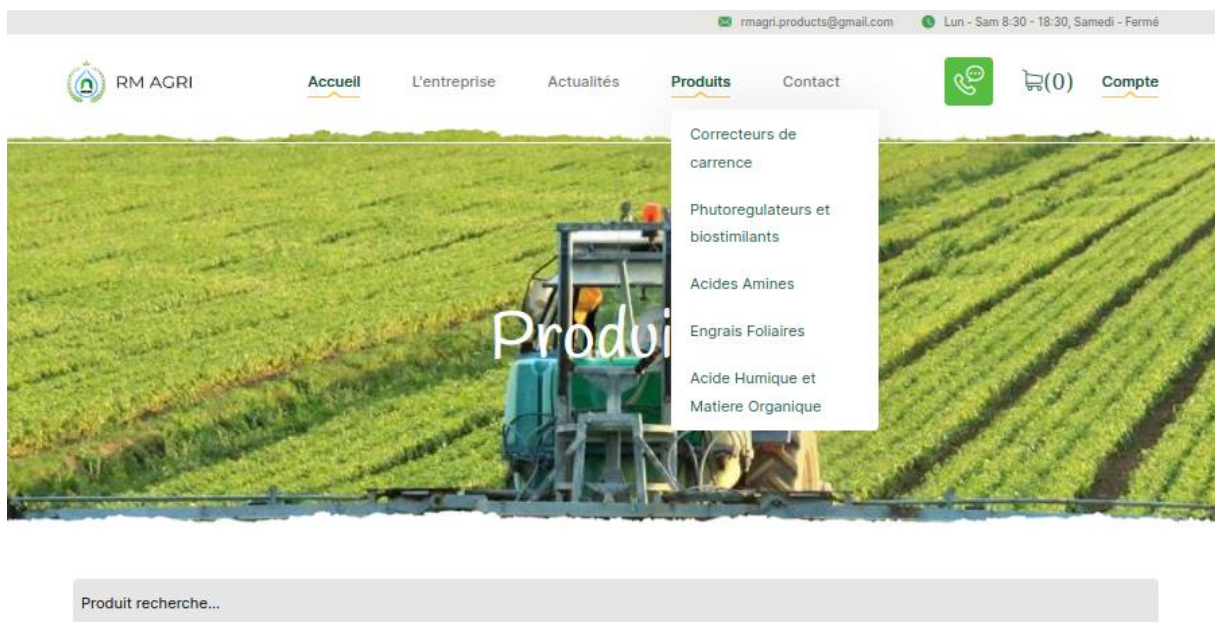 rmagri.products@gmail.com Lun - Sam 8:30 - 18:30, Samedi - Fermé
RM AGRI Accueil L'entreprise Actualités Produits Contact (0) Compte
Correcteurs de
carrence
Phutoregulateurs et
biostimilants
Acides Amines
Engrais Foliaires
Acide Humique et
Matiere Organique
Produi
Produit recherche...